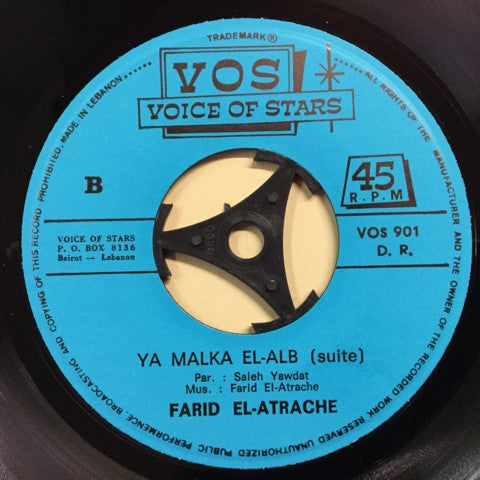 TRADEMARK®
VOS
VOICE OF STARS
B
45
R.P.M
VOICE OF STARS
P. O. BOX 8136
Beirut — Lebanon
VOS 901
D. R.
YA MALKA EL-ALB (suite)
Par. : Saleh Yawdat
Mus. : Farid El-Atrache
FARID EL-ATRACHE
ALL RIGHTS OF THE MANUFACTURER AND THE OWNER OF THE RECORDED WORK RESERVED UNAUTHORIZED PUBLIC PERFORMENCE, BROADCASTING AND COPYING OF THIS RECORD PROHIBITED. MADE IN LEBANON.